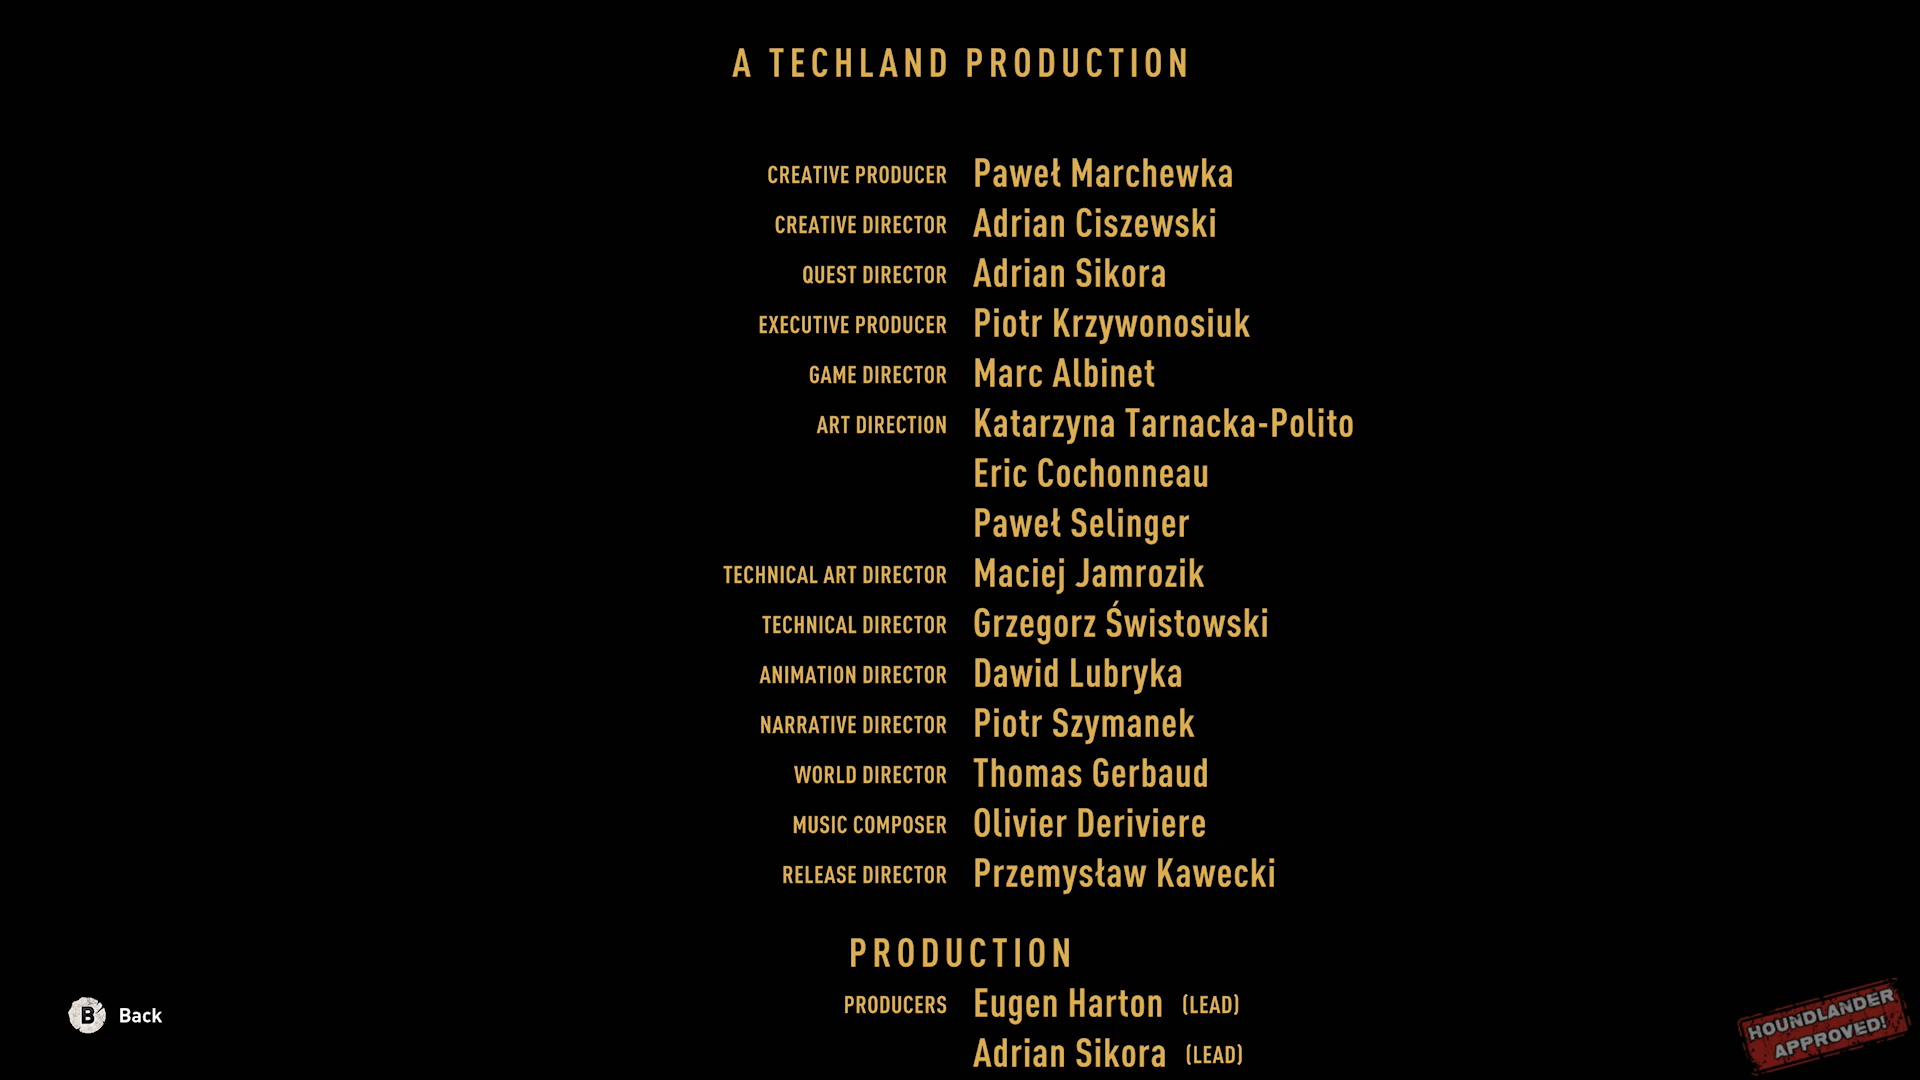 A TECHLAND PRODUCTION
CREATIVE PRODUCER Paweł Marchewka
CREATIVE DIRECTOR Adrian Ciszewski
QUEST DIRECTOR Adrian Sikora
EXECUTIVE PRODUCER Piotr Krzywonosiuk
GAME DIRECTOR Marc Albinet
ART DIRECTION Katarzyna Tarnacka-Polito
Eric Cochonneau
Paweł Selinger
TECHNICAL ART DIRECTOR Maciej Jamrozik
TECHNICAL DIRECTOR Grzegorz Świstowski
ANIMATION DIRECTOR Dawid Lubryka
NARRATIVE DIRECTOR Piotr Szymanek
WORLD DIRECTOR Thomas Gerbaud
MUSIC COMPOSER Olivier Deriviere
RELEASE DIRECTOR Przemysław Kawecki
PRODUCTION
PRODUCERS Eugen Harton (LEAD)
Adrian Sikora (LEAD)
B Back
HOUNDLANDER
APPROVED!